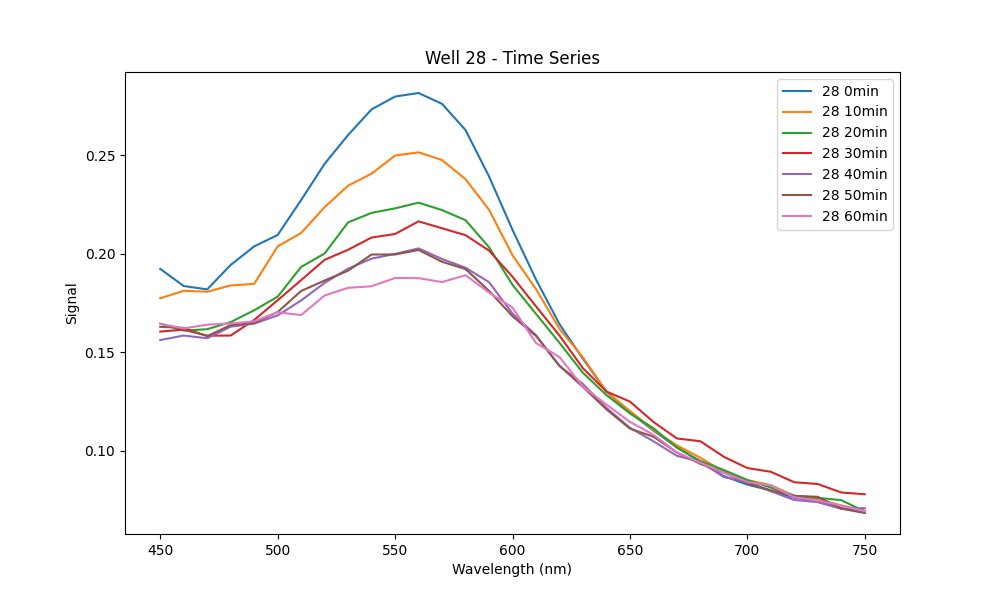 Well 28 - Time Series
28 0min
28 10min
28 20min
28 30min
28 40min
28 50min
28 60min
Signal
0.25
0.20
0.15
0.10
450 500 550 600 650 700 750
Wavelength (nm)